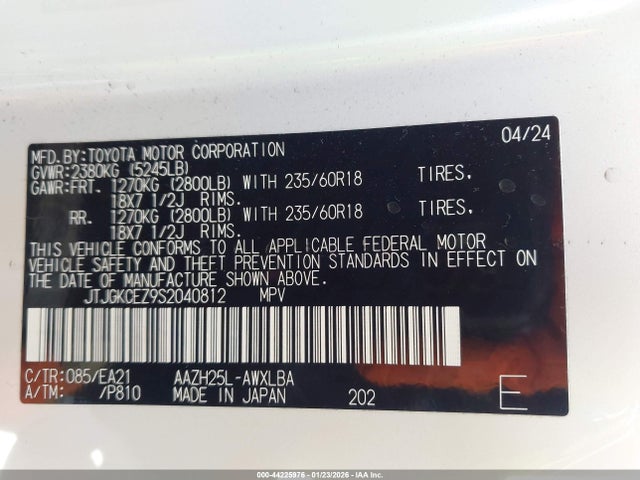 MFD.BY:TOYOTA MOTOR CORPORATION 04/24
GVWR:2380KG (5245LB)
GAWR:FRT. 1270KG (2800LB) WITH 235/60R18 TIRES,
18X7 1/2J RIMS.
RR. 1270KG (2800LB) WITH 235/60R18 TIRES,
18X7 1/2J RIMS.
THIS VEHICLE CONFORMS TO ALL APPLICABLE FEDERAL MOTOR
VEHICLE SAFETY AND THEFT PREVENTION STANDARDS IN EFFECT ON
THE DATE OF MANUFACTURE SHOWN ABOVE.
JTJGKCEZ9S2040812 MPV
C/TR:085/EA21 AAZH25L-AWXLBA
A/TM: /P810 MADE IN JAPAN 202 E
000-44225976 - 01/23/2026 - IAA Inc.